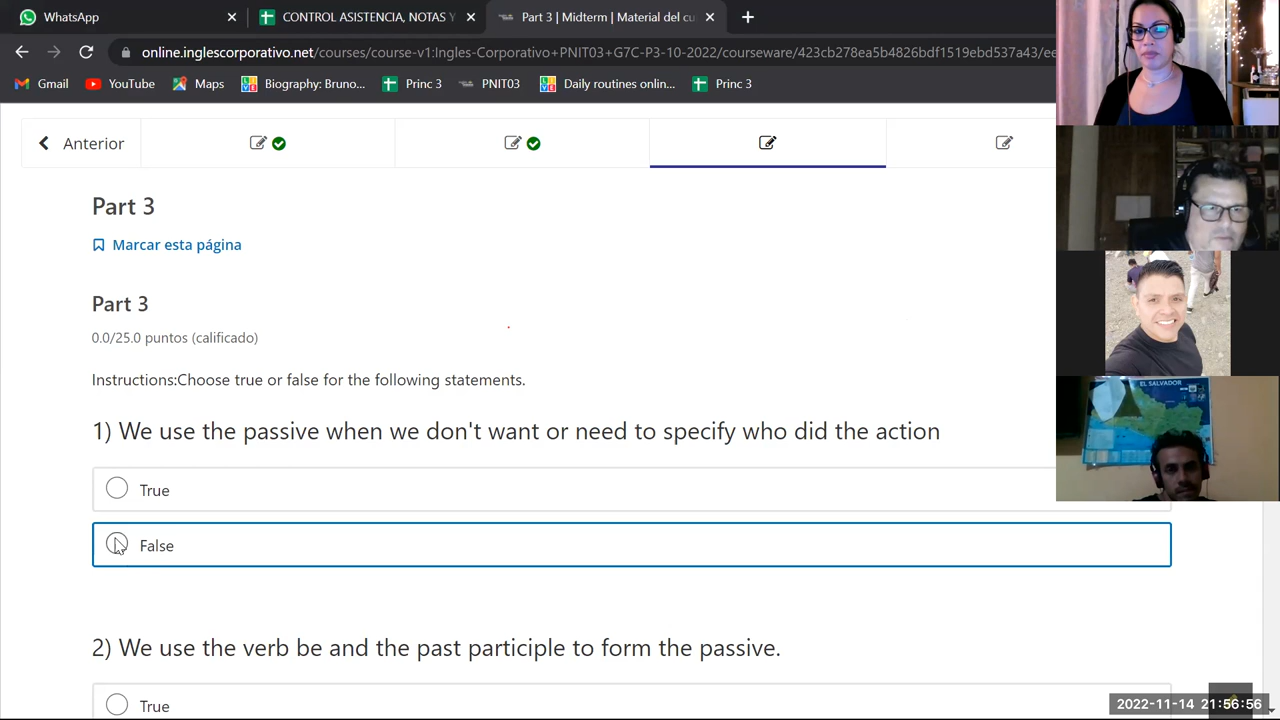 WhatsApp
CONTROL ASISTENCIA, NOTAS Y
Part 3 | Midterm | Material del cu
online.inglescorporativo.net/courses/course-v1:Inglescorporativo+PNIT03+G7C-P3-10-2022/courseware/423cb278ea5b4828bdf1519ebd537a43/ee
Gmail
YouTube
Maps
Biography: Bruno...
Princ 3
PNIT03
Daily routines onlin...
Princ 3
Anterior
Part 3
Marcar esta página
Part 3
0.0/25.0 puntos (calificado)
Instructions:Choose true or false for the following statements.
1) We use the passive when we don't want or need to specify who did the action
True
False
2) We use the verb be and the past participle to form the passive.
True
EL SALVADOR
2022-11-14 21:56:56